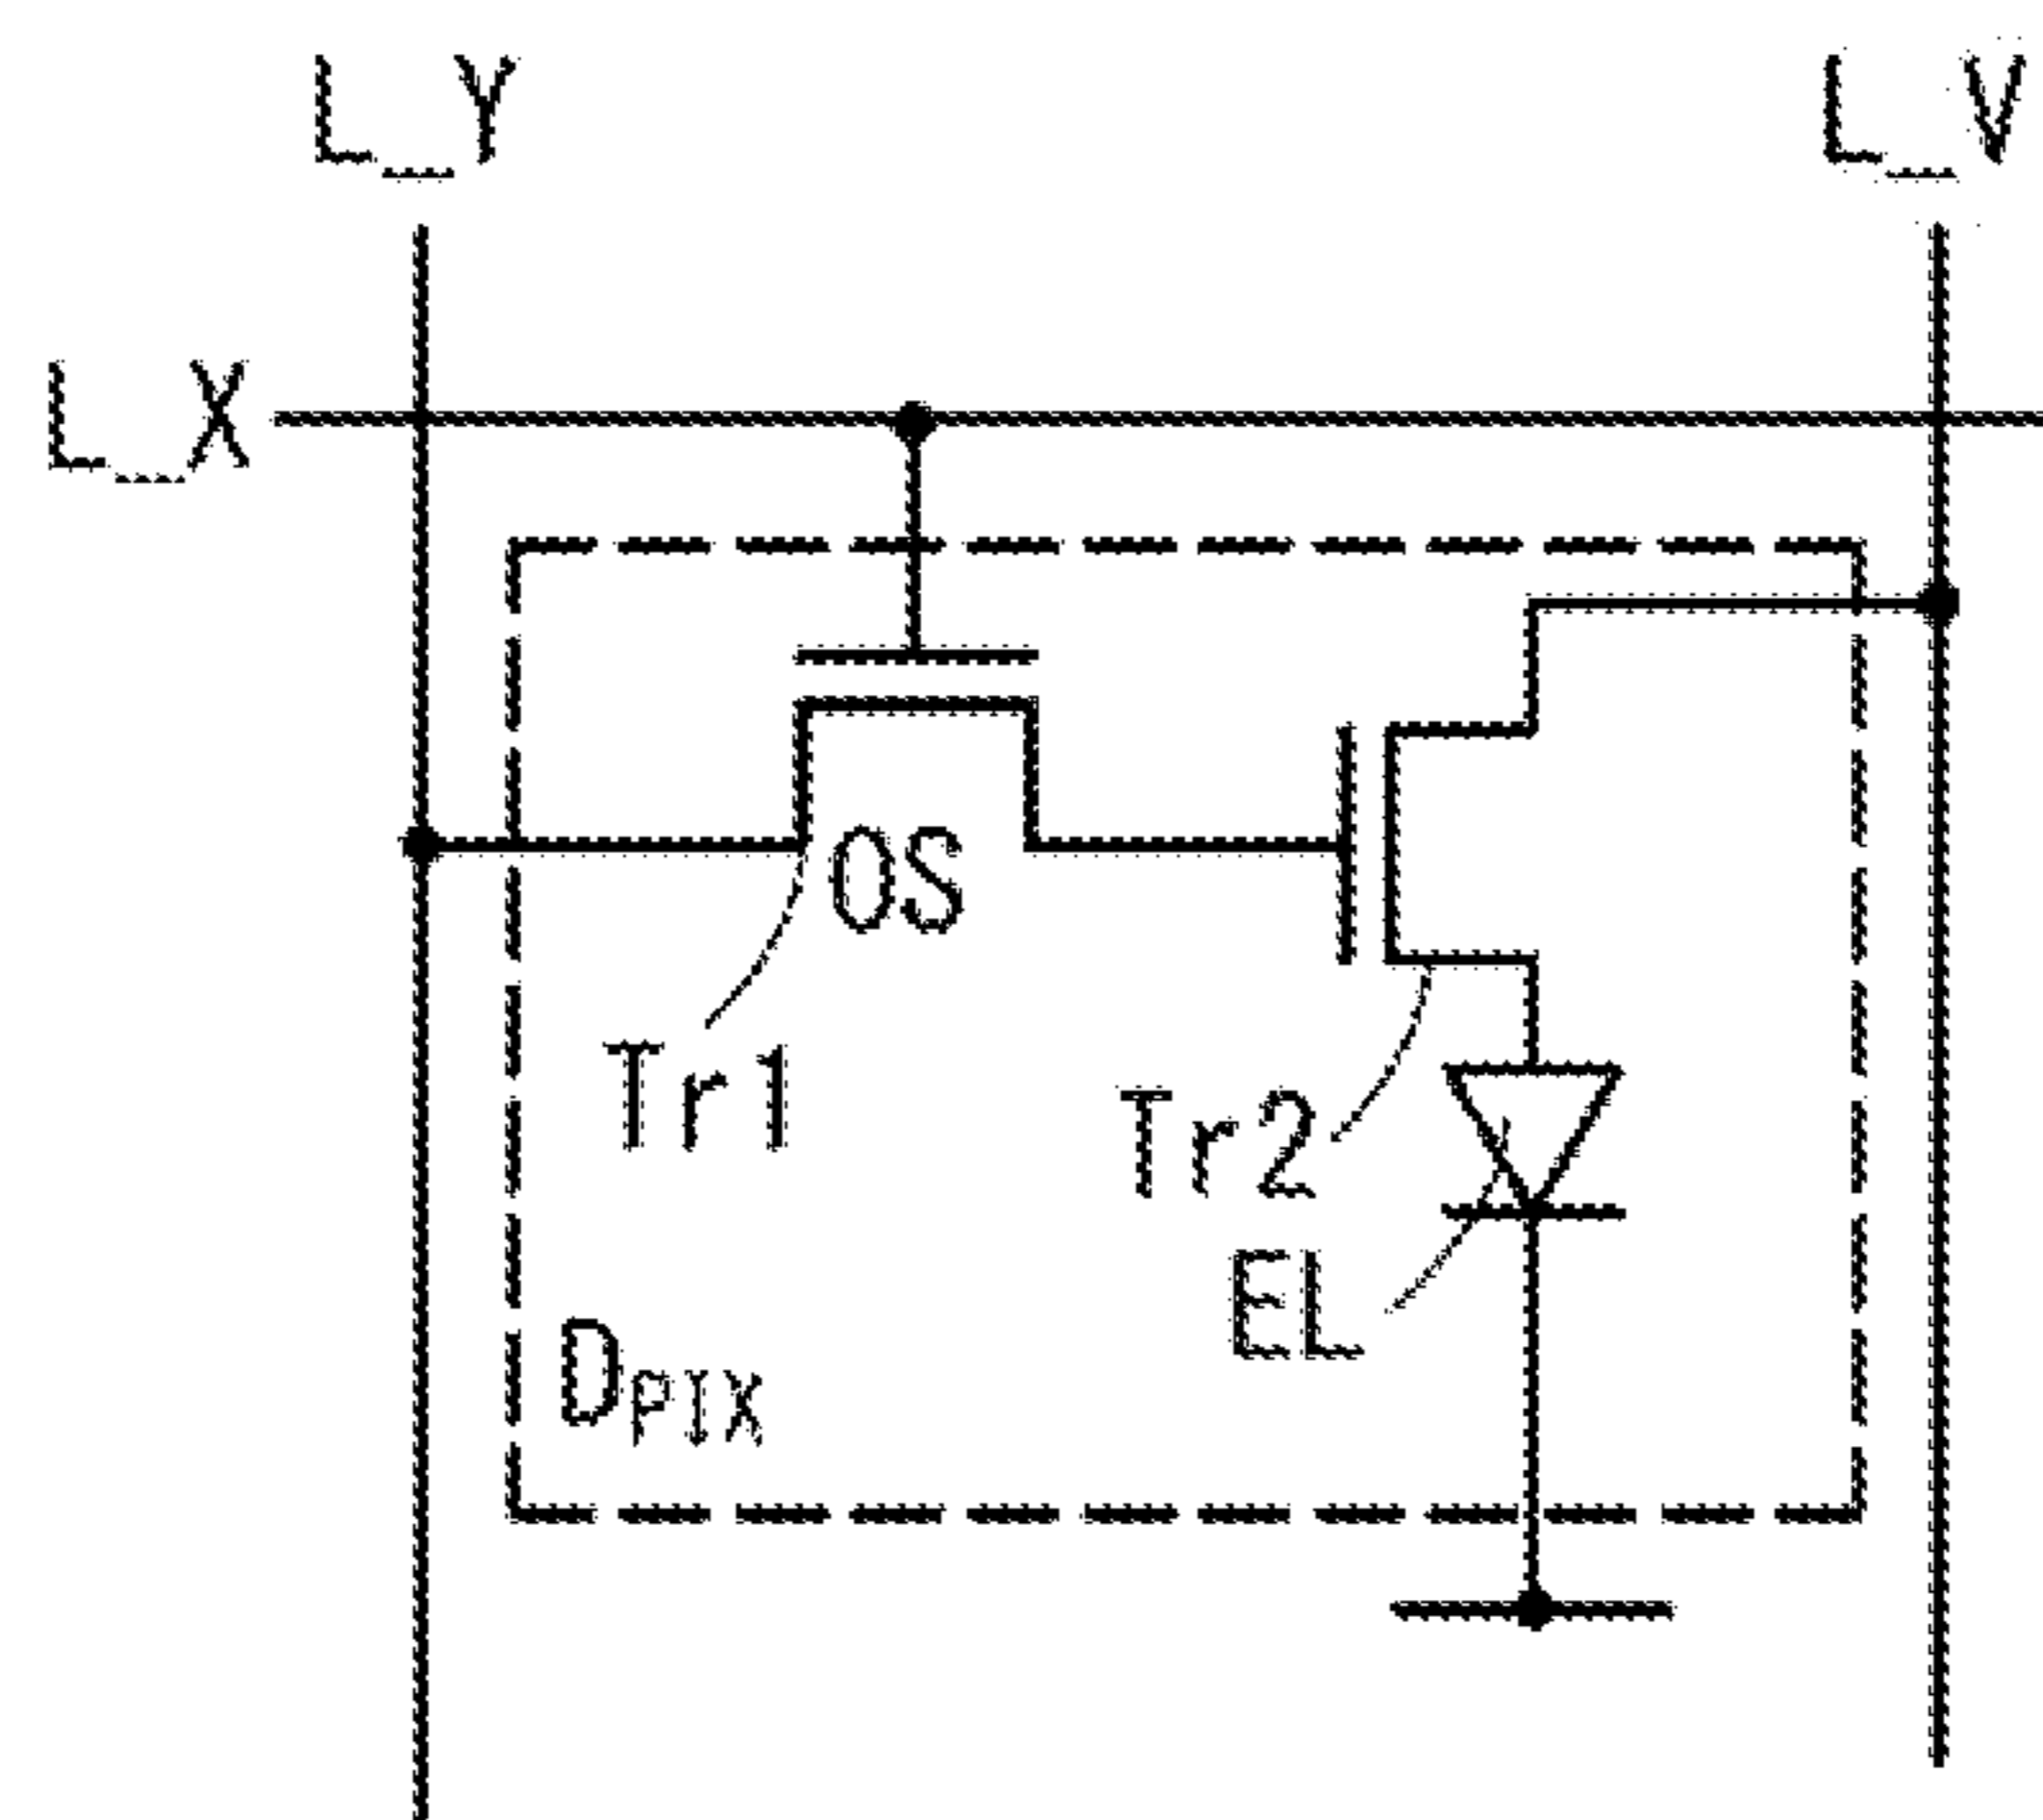 L_Y
L_V
L_X
OS
Tr1
Tr2
EL
DPIX